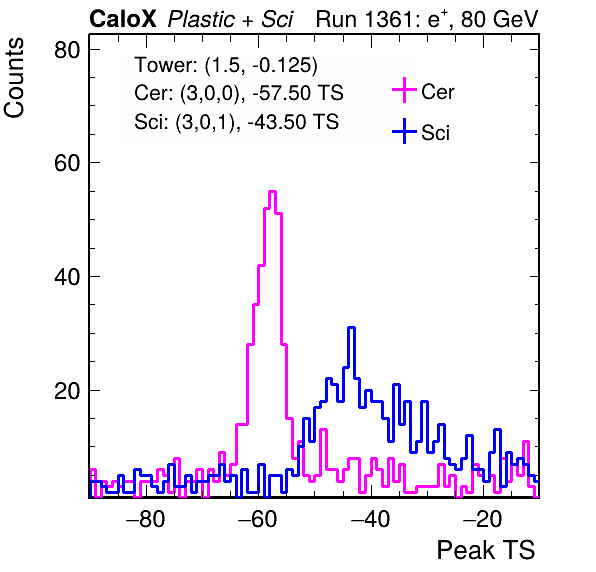 CaloX Plastic + Sci Run 1361: e+, 80 GeV
Counts
80
60
40
20
Tower: (1.5, -0.125)
Cer: (3,0,0), -57.50 TS
Sci: (3,0,1), -43.50 TS
Cer
Sci
−80 −60 −40 −20
Peak TS